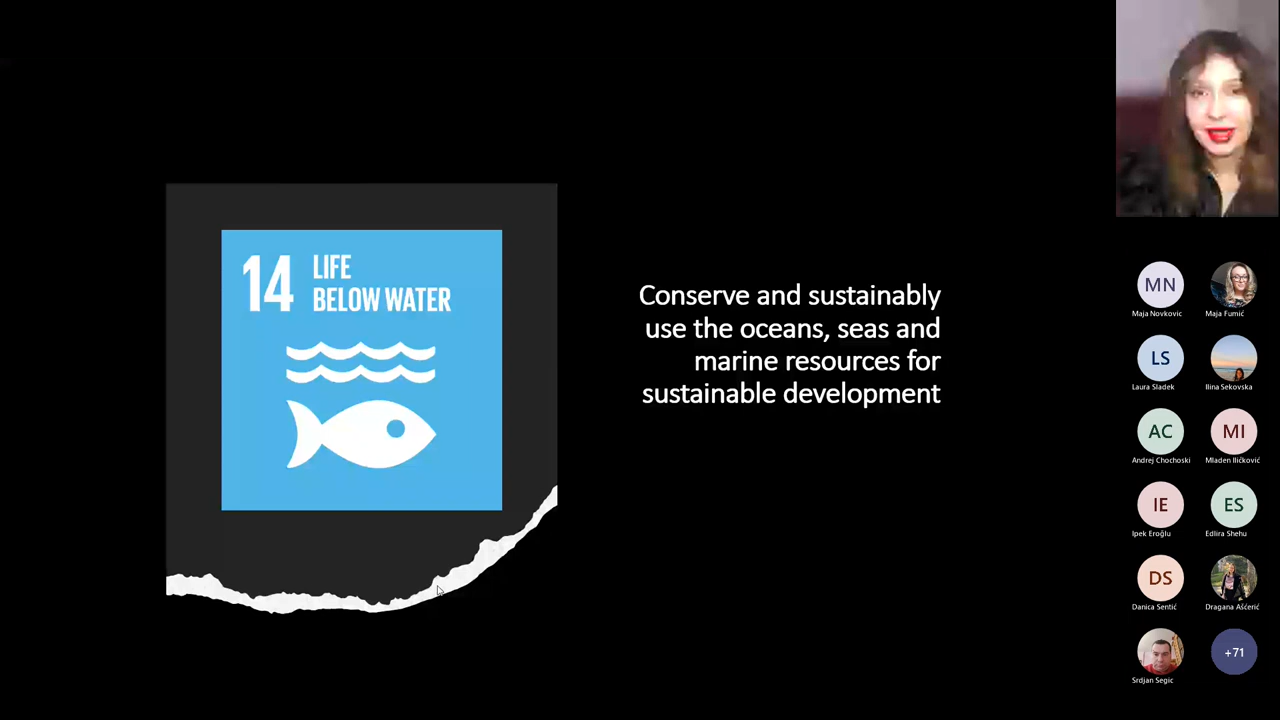 14 LIFE
BELOW WATER
Conserve and sustainably
use the oceans, seas and
marine resources for
sustainable development
MN
Maja Novkovic
Maja Fumić
LS
Laura Sladek
Ilina Sekovska
AC
Andrej Chochoski
MI
Mladen Iličković
IE
Ipek Eroğlu
ES
Edlira Shehu
DS
Danica Sentić
Dragana Aščerić
Srdjan Segic
+71